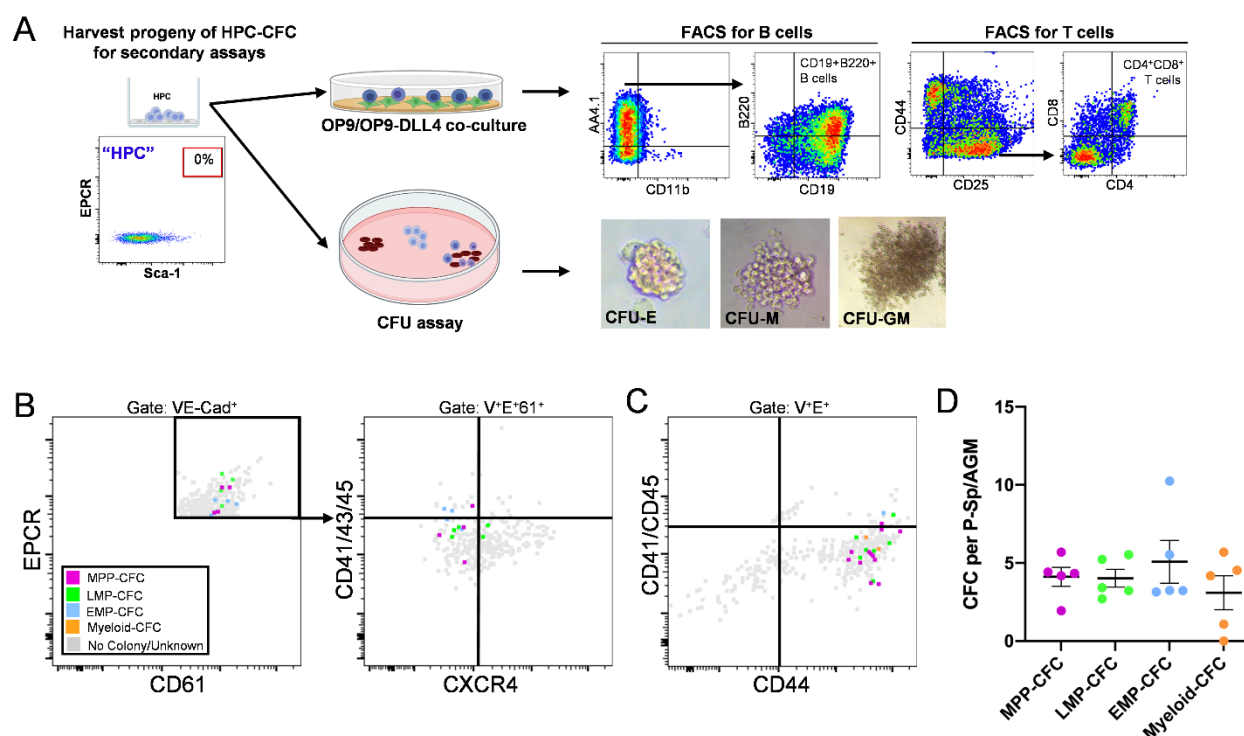 A
Harvest progeny of HPC-CFC
for secondary assays
HPC
"HPC"
0%
EPCR
Sca-1
OP9/OP9-DLL4 co-culture
CFU assay
FACS for B cells
AA4.1
CD11b
CD19+B220+
B cells
B220
CD19
FACS for T cells
CD44
CD25
CD4⁺CD8⁺
T cells
CD8
CD4
CFU-E
CFU-M
CFU-GM
B
Gate: VE-Cad⁺
EPCR
MPP-CFC
LMP-CFC
EMP-CFC
Myeloid-CFC
No Colony/Unknown
CD61
Gate: V⁺E⁺61⁺
CD41/43/45
CXCR4
C
Gate: V⁺E⁺
CD41/CD45
CD44
D
CFC per P-Sp/AGM
15
10
5
0
MPP-CFC
LMP-CFC
EMP-CFC
Myeloid-CFC